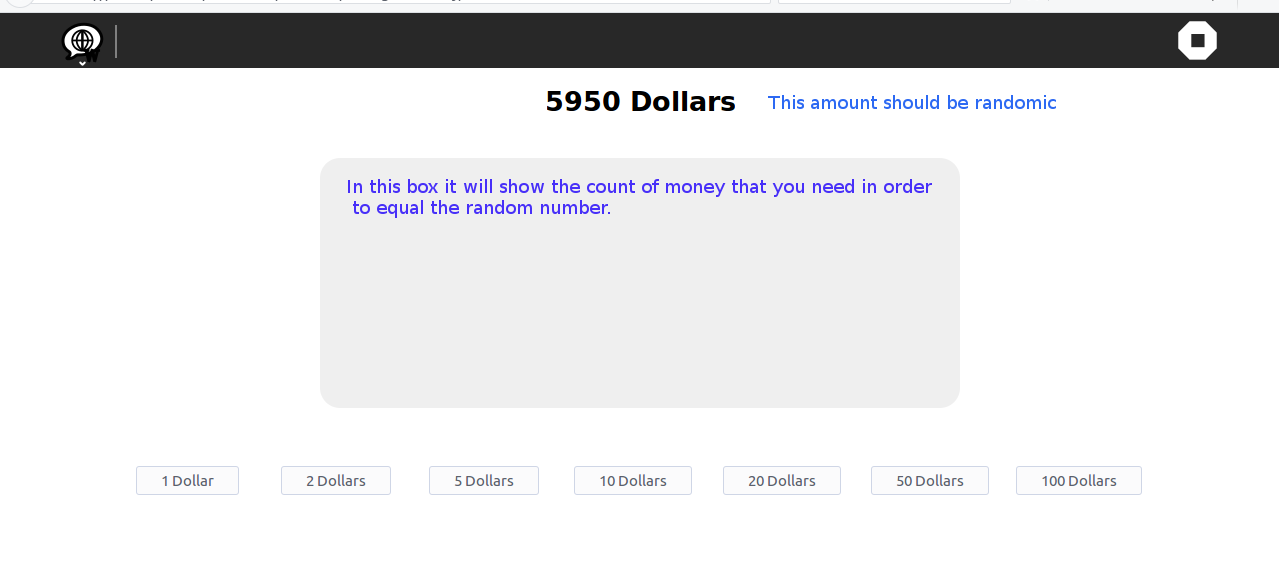 5950 Dollars
This amount should be randomic
In this box it will show the count of money that you need in order
to equal the random number.
1 Dollar
2 Dollars
5 Dollars
10 Dollars
20 Dollars
50 Dollars
100 Dollars